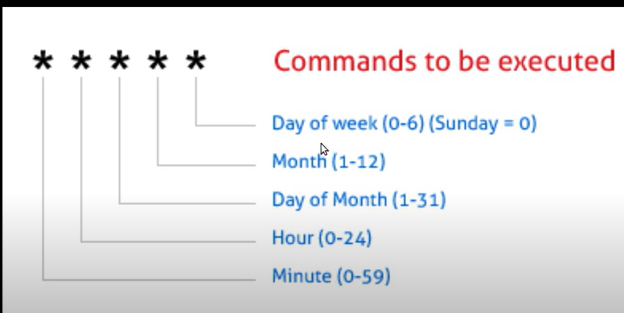 * * * * * Commands to be executed
Day of week (0-6) (Sunday = 0)
Month (1-12)
Day of Month (1-31)
Hour (0-24)
Minute (0-59)